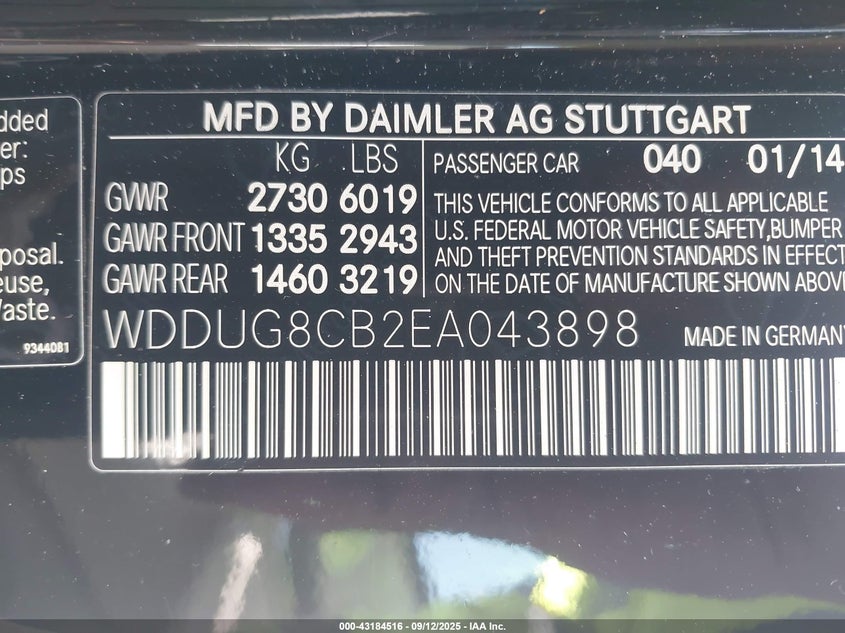 dded
er:
ps
posal.
euse,
Waste.
93440B1
MFD BY DAIMLER AG STUTTGART
KG LBS
GVWR 2730 6019
GAWR FRONT 1335 2943
GAWR REAR 1460 3219
PASSENGER CAR 040 01/14
THIS VEHICLE CONFORMS TO ALL APPLICABLE
U.S. FEDERAL MOTOR VEHICLE SAFETY,BUMPER
AND THEFT PREVENTION STANDARDS IN EFFECT
ON THE DATE OF MANUFACTURE SHOWN ABOVE
WDDUG8CB2EA043898
MADE IN GERMANY
000-43184516 - 09/12/2025 - IAA Inc.